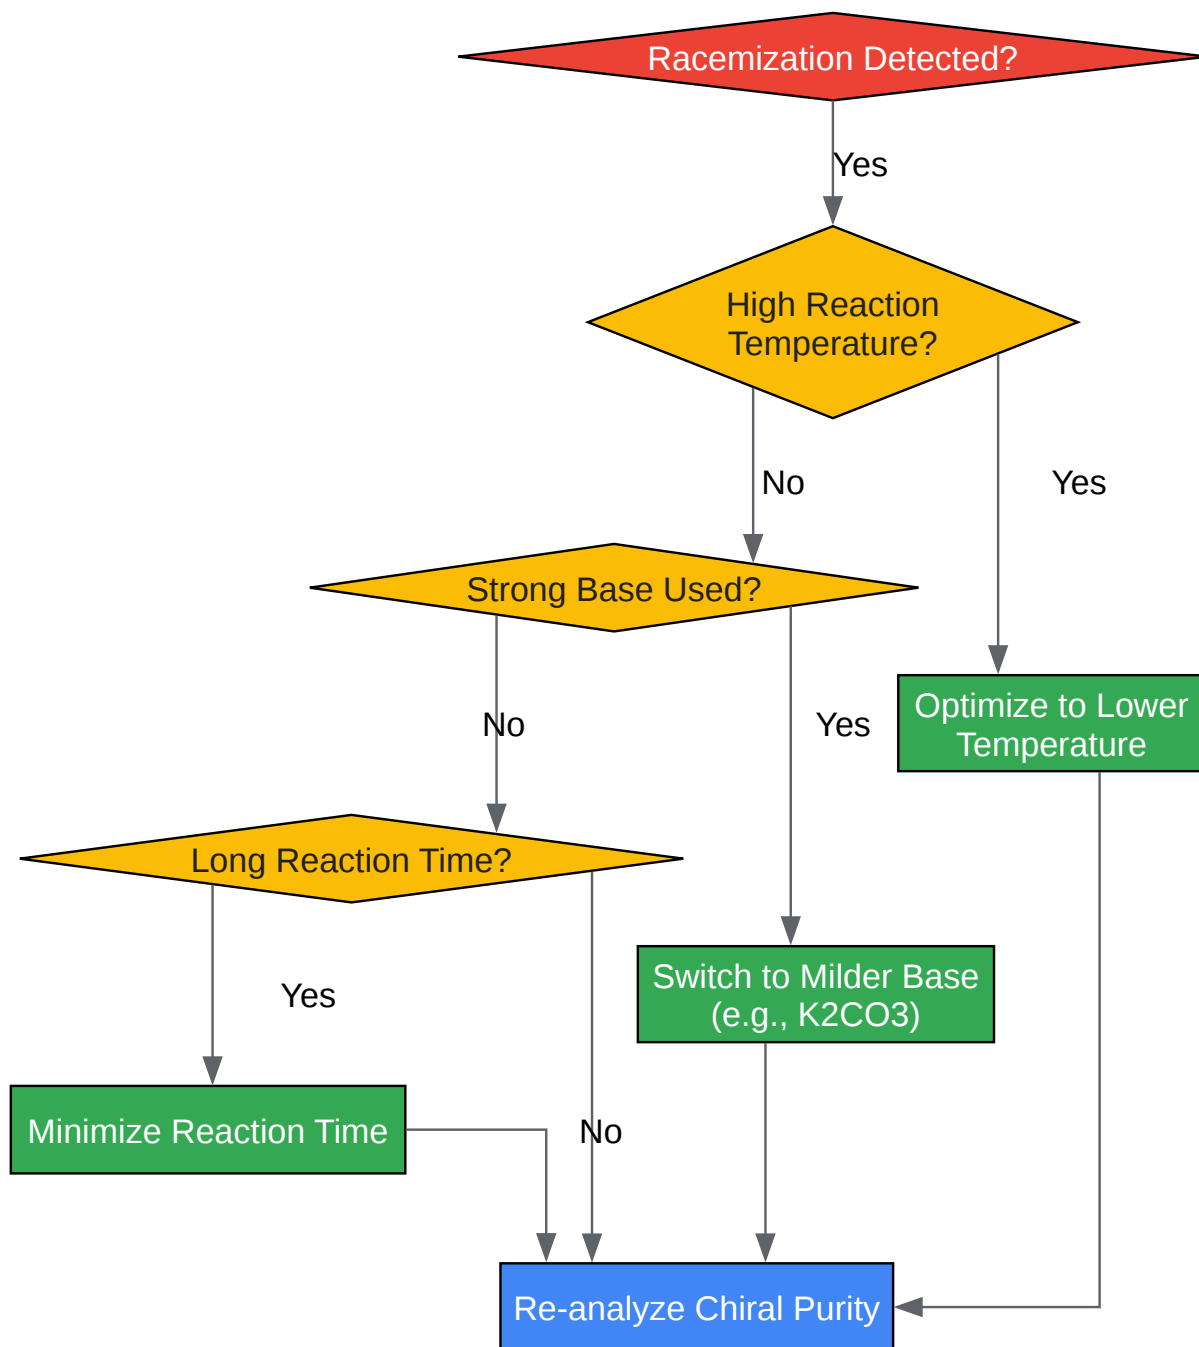 Racemization Detected?
Yes
High Reaction
Temperature?
No
Yes
Strong Base Used?
No
Yes
Optimize to Lower
Temperature
Long Reaction Time?
Yes
Switch to Milder Base
(e.g., K2CO3)
Minimize Reaction Time
No
Re-analyze Chiral Purity